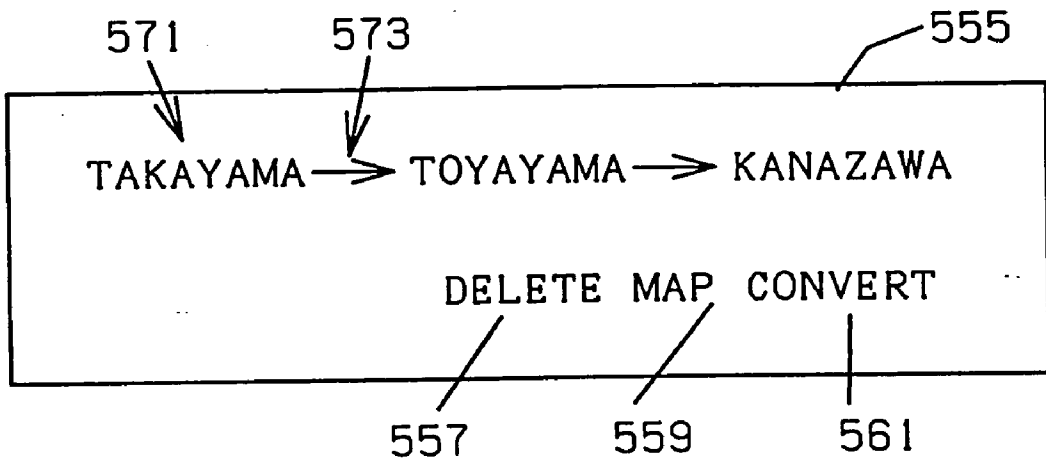 571 573 555
TAKAYAMA → TOYAYAMA → KANAZAWA
DELETE MAP CONVERT
557 559 561